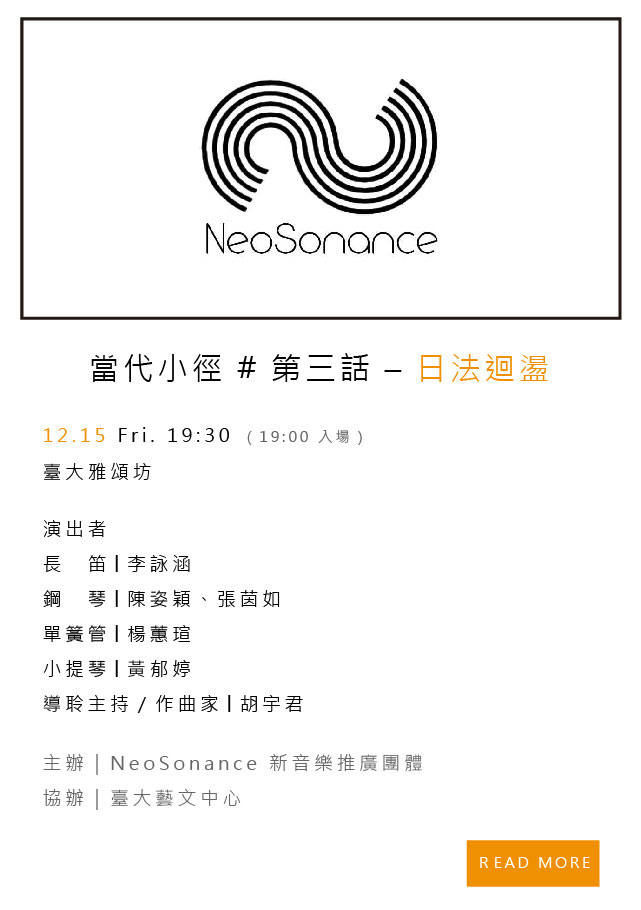 NeoSonance
當代小徑 # 第三話 – 日法迴盪
12.15 Fri. 19:30 （19:00 入場）
臺大雅頌坊
演出者
長　笛 | 李詠涵
鋼　琴 | 陳姿穎、張茵如
單簧管 | 楊蕙瑄
小提琴 | 黃郁婷
導聆主持 / 作曲家 | 胡宇君
主辦 | NeoSonance 新音樂推廣團體
協辦 | 臺大藝文中心
READ MORE